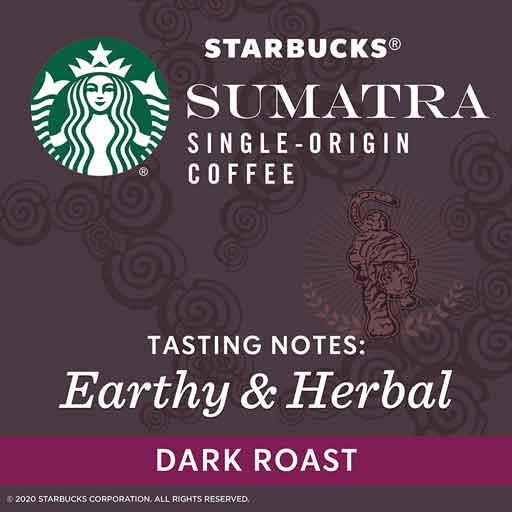 STARBUCKS®
SUMATRA
SINGLE-ORIGIN
COFFEE
®
TASTING NOTES:
Earthy & Herbal
DARK ROAST
© 2020 STARBUCKS CORPORATION. ALL RIGHTS RESERVED.